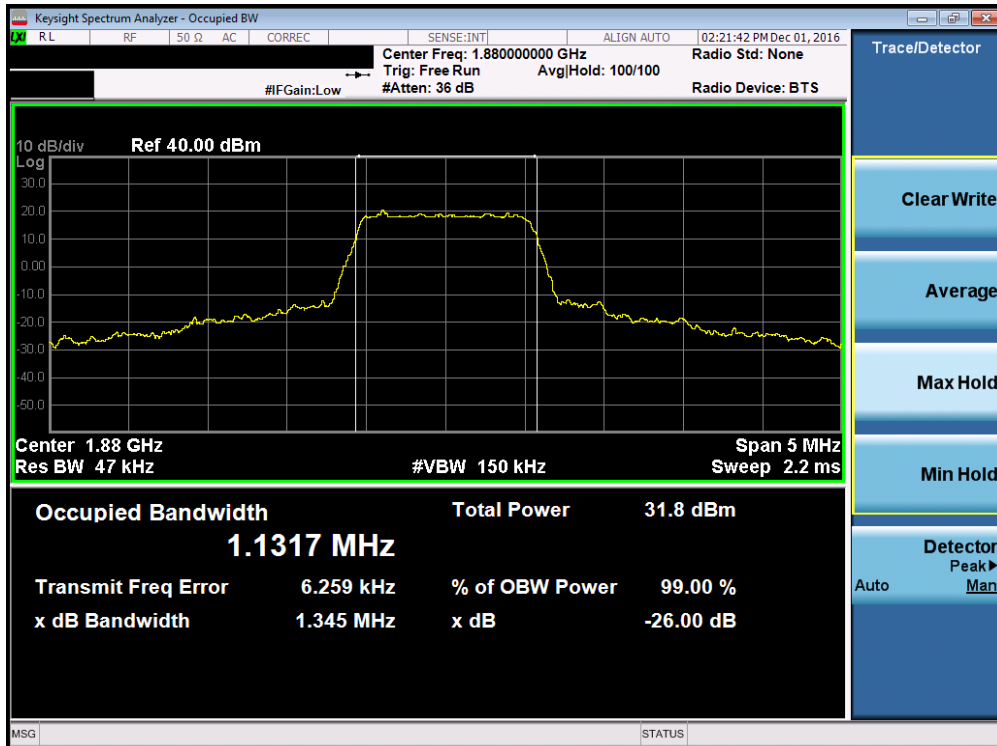 Keysight Spectrum Analyzer - Occupied BW
LXI RL RF 50 Ω AC CORREC SENSE:INT ALIGN AUTO 02:21:42 PM Dec 01, 2016
Center Freq: 1.880000000 GHz Radio Std: None
Trig: Free Run Avg|Hold: 100/100
#IFGain:Low #Atten: 36 dB Radio Device: BTS
10 dB/div Ref 40.00 dBm
Log
30.0
20.0
10.0
0.00
-10.0
-20.0
-30.0
-40.0
-50.0
Center 1.88 GHz Span 5 MHz
Res BW 47 kHz #VBW 150 kHz Sweep 2.2 ms
Occupied Bandwidth Total Power 31.8 dBm
1.1317 MHz
Transmit Freq Error 6.259 kHz % of OBW Power 99.00 %
x dB Bandwidth 1.345 MHz x dB -26.00 dB
Trace/Detector
Clear Write
Average
Max Hold
Min Hold
Detector
Peak▶
Auto Man
MSG STATUS